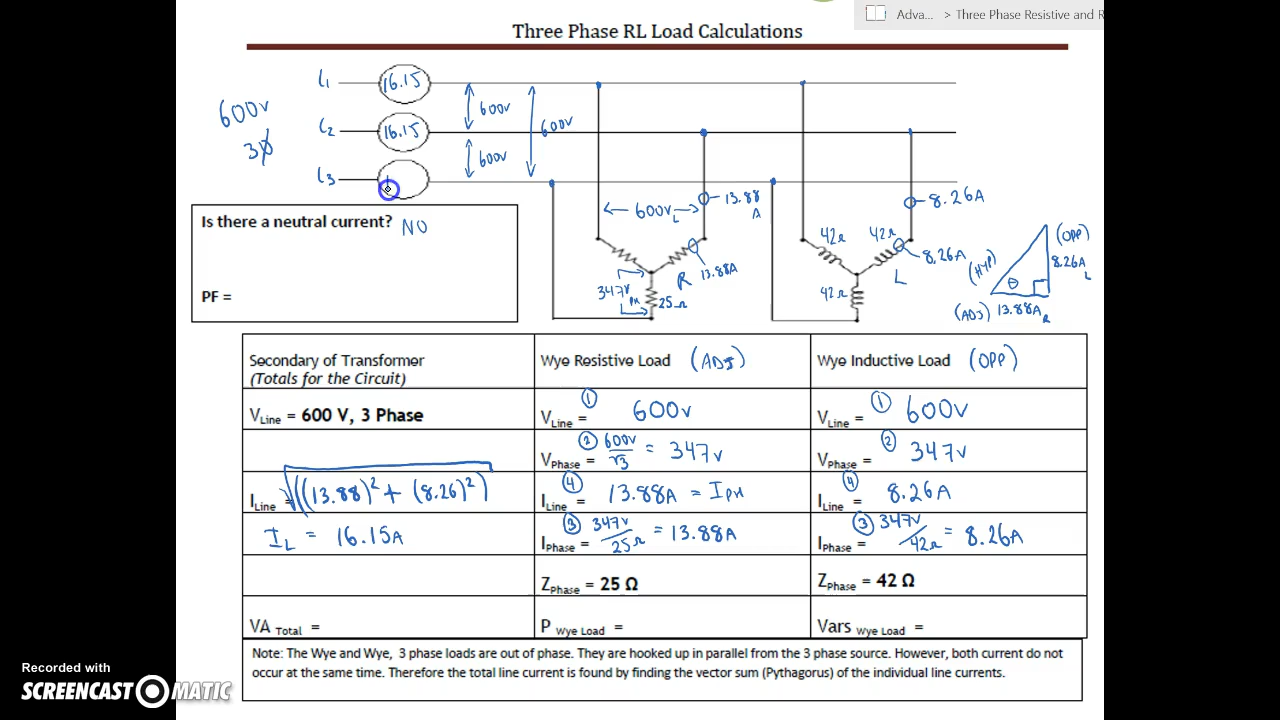 Adva... > Three Phase Resistive and R
Three Phase RL Load Calculations
600v
3φ
L1
L2
L3
16.15
16.15
600v
600v
600v
600vL
13.88
A
13.88A
347v
PH
25Ω
R
8.26A
42Ω
42Ω
42Ω
8.26A
L
(HYP)
(OPP)
8.26A L
θ
(ADJ) 13.88A R
Is there a neutral current? NO
PF =
Secondary of Transformer
(Totals for the Circuit)
Wye Resistive Load (ADJ)
Wye Inductive Load (OPP)
VLine = 600 V, 3 Phase
VLine = ① 600v
VLine = ① 600v
VPhase = ② 600v/√3 = 347v
VPhase = ② 347v
ILine = √((13.88)² + (8.26)²)
ILine = ④ 13.88A = IPH
ILine = ④ 8.26A
IL = 16.15A
IPhase = ③ 347v/25Ω = 13.88A
IPhase = ③ 347v/42Ω = 8.26A
ZPhase = 25 Ω
ZPhase = 42 Ω
VA Total =
P Wye Load =
Vars Wye Load =
Note: The Wye and Wye, 3 phase loads are out of phase. They are hooked up in parallel from the 3 phase source. However, both current do not
occur at the same time. Therefore the total line current is found by finding the vector sum (Pythagorus) of the individual line currents.
Recorded with
SCREENCAST MATIC